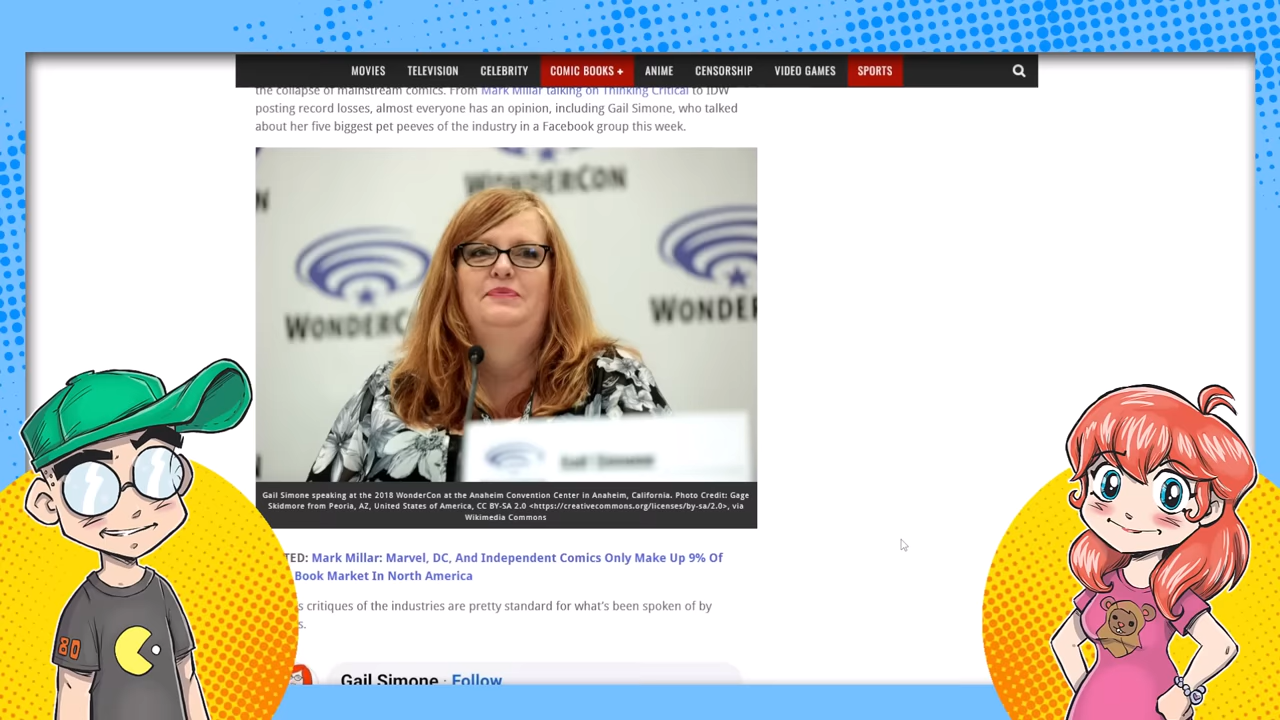 MOVIES TELEVISION CELEBRITY COMIC BOOKS + ANIME CENSORSHIP VIDEO GAMES SPORTS
the collapse of mainstream comics. From Mark Millar talking on Thinking Critical to IDW
posting record losses, almost everyone has an opinion, including Gail Simone, who talked
about her five biggest pet peeves of the industry in a Facebook group this week.
WONDERCON
WONDERC
WONDER
N
Gail Simone
Gail Simone speaking at the 2018 WonderCon at the Anaheim Convention Center in Anaheim, California. Photo Credit: Gage
Skidmore from Peoria, AZ, United States of America, CC BY-SA 2.0 <https://creativecommons.org/licenses/by-sa/2.0>, via
Wikimedia Commons
TED: Mark Millar: Marvel, DC, And Independent Comics Only Make Up 9% Of
Book Market In North America
s critiques of the industries are pretty standard for what's been spoken of by
s.
Gail Simone · Follow
80